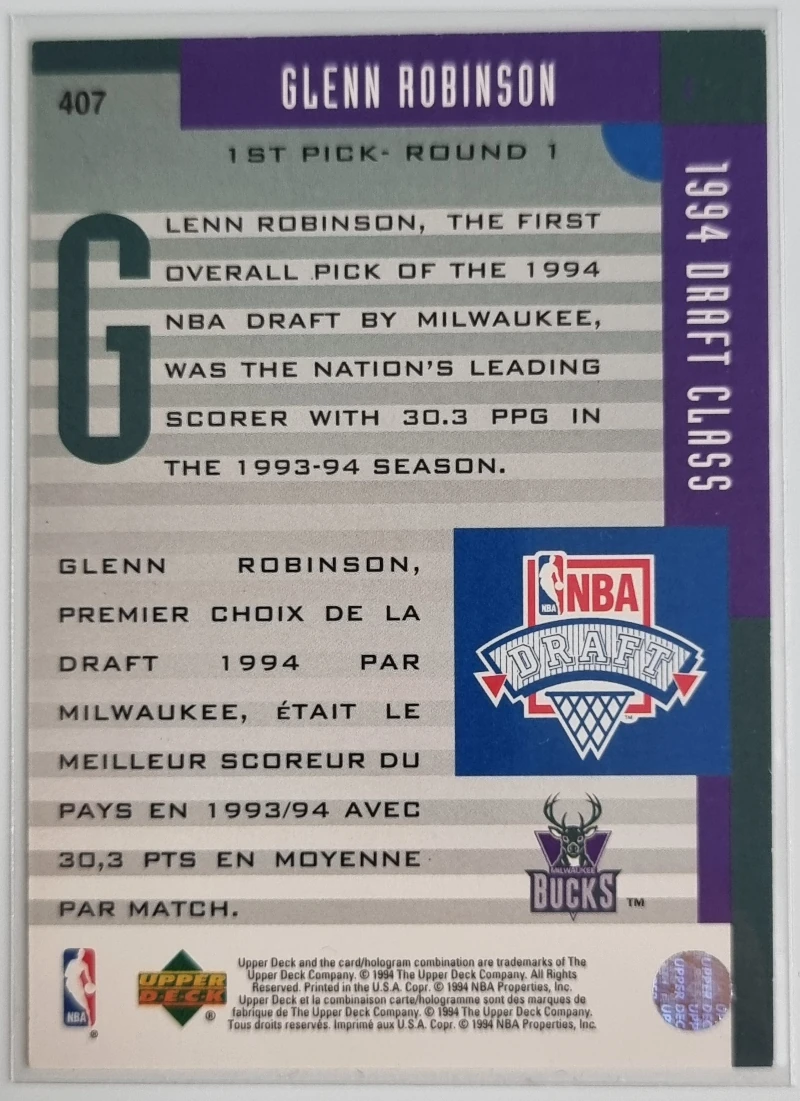 407
GLENN ROBINSON
1ST PICK- ROUND 1
1994 DRAFT CLASS
GLENN ROBINSON, THE FIRST
OVERALL PICK OF THE 1994
NBA DRAFT BY MILWAUKEE,
WAS THE NATION'S LEADING
SCORER WITH 30.3 PPG IN
THE 1993-94 SEASON.
GLENN ROBINSON,
PREMIER CHOIX DE LA
DRAFT 1994 PAR
MILWAUKEE, ÉTAIT LE
MEILLEUR SCOREUR DU
PAYS EN 1993/94 AVEC
30,3 PTS EN MOYENNE
PAR MATCH.
NBA
NBA
DRAFT
TM
MILWAUKEE
BUCKS TM
NBA
®
UPPER
DECK
®
Upper Deck and the card/hologram combination are trademarks of The
Upper Deck Company. © 1994 The Upper Deck Company. All Rights
Reserved. Printed in the U.S.A. Copr. © 1994 NBA Properties, Inc.
Upper Deck et la combinaison carte/hologramme sont des marques de
fabrique de The Upper Deck Company. © 1994 The Upper Deck Company.
Tous droits reservés. Imprimé aux U.S.A. Copr. © 1994 NBA Properties, Inc.
UPPER DEC